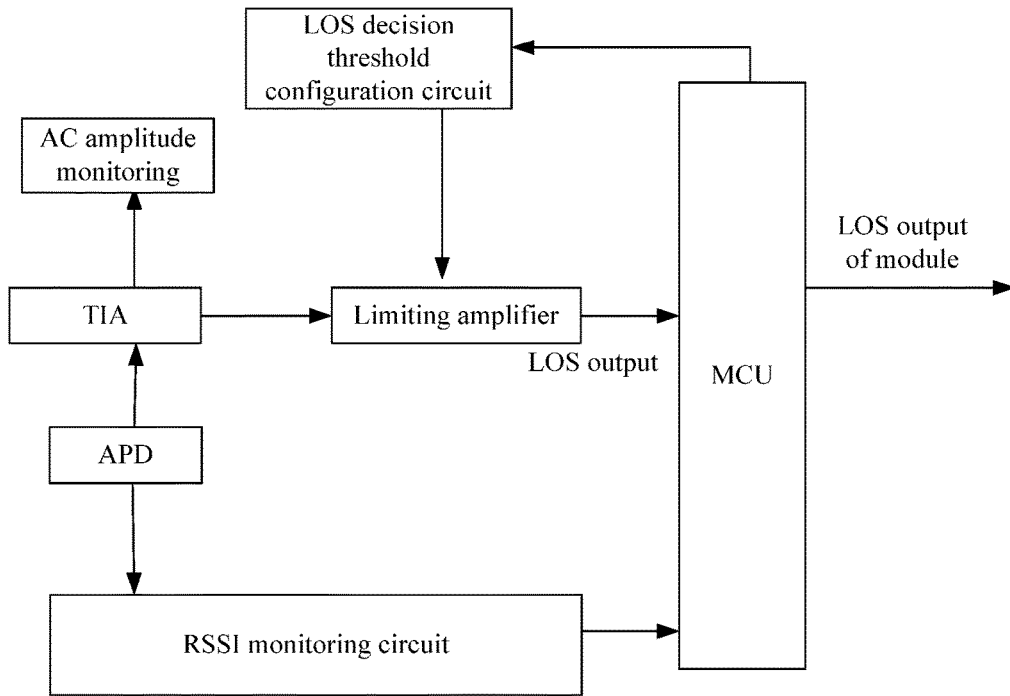 LOS decision
threshold
configuration circuit
AC amplitude
monitoring
LOS output
of module
TIA
Limiting amplifier
LOS output
MCU
APD
RSSI monitoring circuit